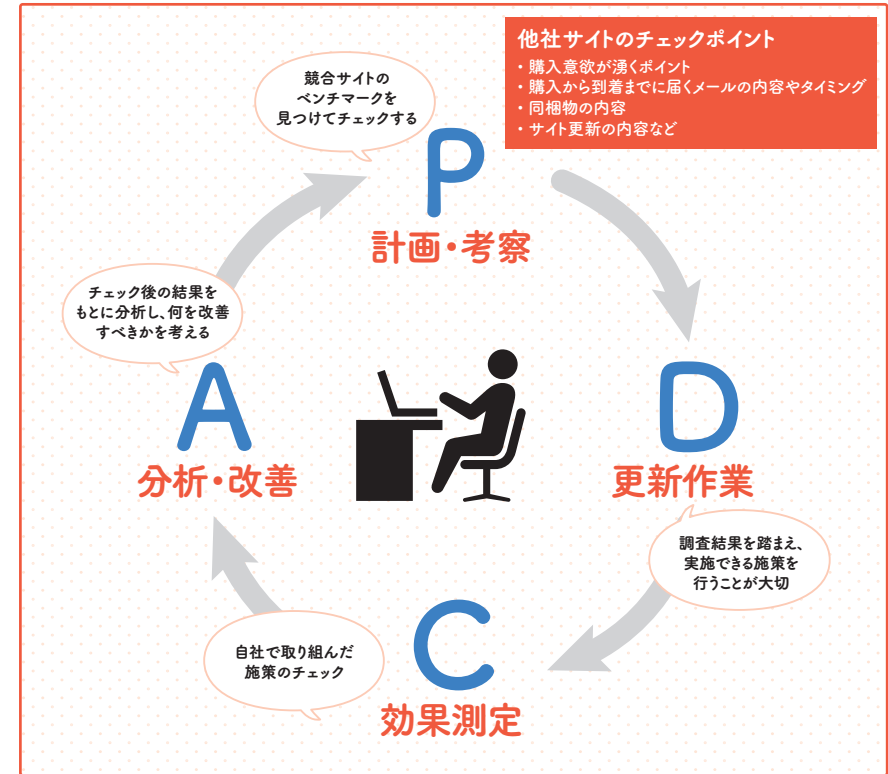 他社サイトのチェックポイント
・購入意欲が湧くポイント
・購入から到着までに届くメールの内容やタイミング
・同梱物の内容
・サイト更新の内容など
競合サイトの
ベンチマークを
見つけてチェックする
P
計画・考察
チェック後の結果を
もとに分析し、何を改善
すべきかを考える
A
分析・改善
D
更新作業
調査結果を踏まえ、
実施できる施策を
行うことが大切
自社で取り組んだ
施策のチェック
C
効果測定